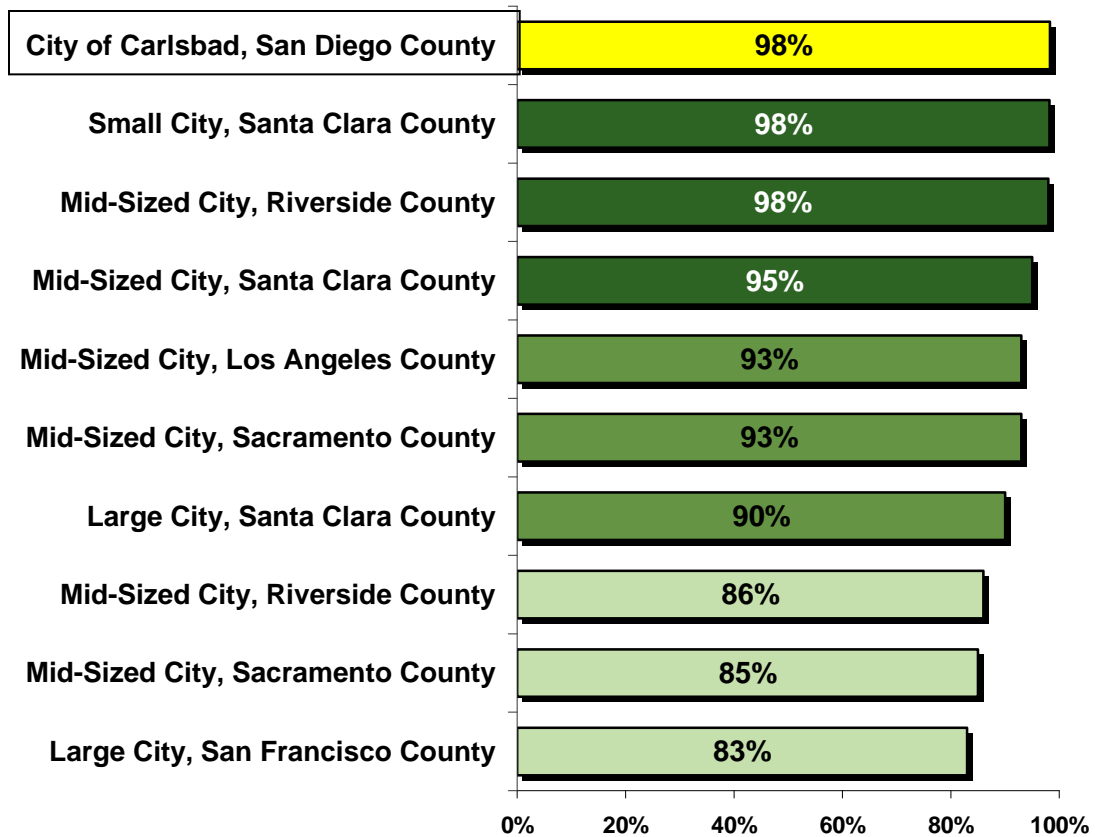 City of Carlsbad, San Diego County 98%
Small City, Santa Clara County 98%
Mid-Sized City, Riverside County 98%
Mid-Sized City, Santa Clara County 95%
Mid-Sized City, Los Angeles County 93%
Mid-Sized City, Sacramento County 93%
Large City, Santa Clara County 90%
Mid-Sized City, Riverside County 86%
Mid-Sized City, Sacramento County 85%
Large City, San Francisco County 83%
0% 20% 40% 60% 80% 100%